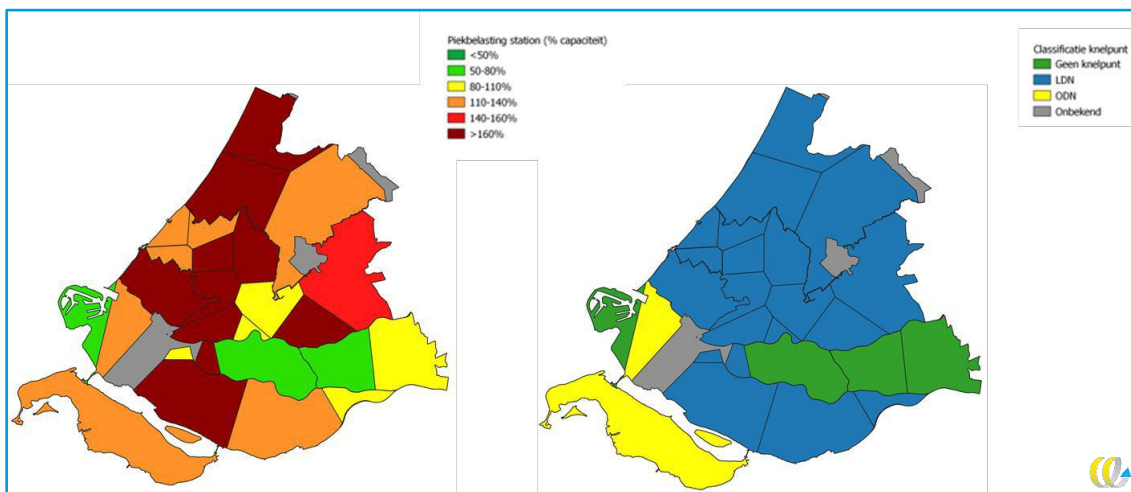 Piekbelasting station (% capaciteit)
<50%
50-80%
80-110%
110-140%
140-160%
>160%
Classificatie knelpunt
Geen knelpunt
LDN
ODN
Onbekend